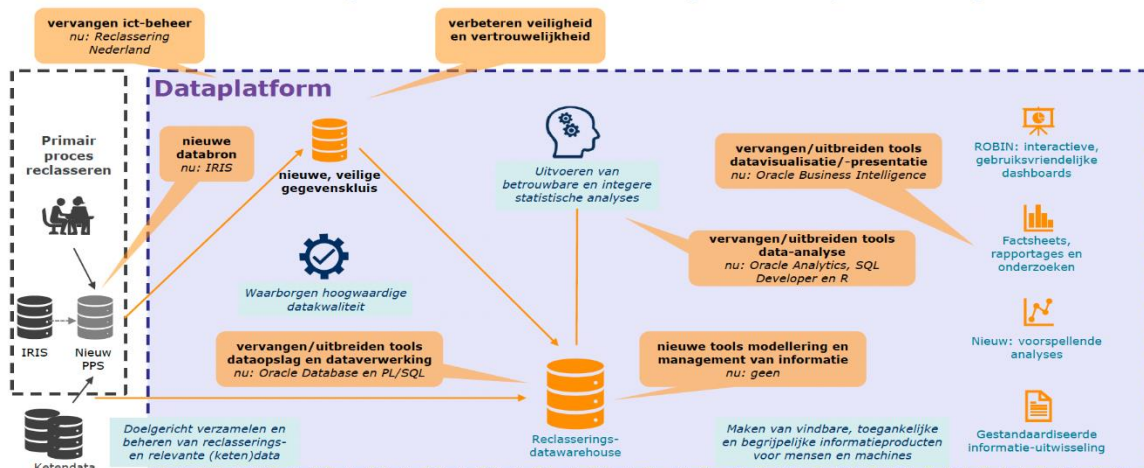 vervangen ict-beheer
nu: Reclassering
Nederland
verbeteren veiligheid
en vertrouwelijkheid
Dataplatform
Primair
proces
reclasseren
nieuwe
databron
nu: IRIS
nieuwe, veilige
gegevenskluis
Uitvoeren van
betrouwbare en integere
statistische analyses
vervangen/uitbreiden tools
datavisualisatie/-presentatie
nu: Oracle Business Intelligence
ROBIN: interactieve,
gebruiksvriendelijke
dashboards
vervangen/uitbreiden tools
data-analyse
nu: Oracle Analytics, SQL
Developer en R
Factsheets,
rapportages en
onderzoeken
Waarborgen hoogwaardige
datakwaliteit
IRIS
Nieuw
PPS
vervangen/uitbreiden tools
dataopslag en dataverwerking
nu: Oracle Database en PL/SQL
nieuwe tools modellering en
management van informatie
nu: geen
Nieuw: voorspellende
analyses
Ketendata
Doelgericht verzamelen en
beheren van reclasserings-
en relevante (keten)data
Reclasserings-
datawarehouse
Maken van vindbare, toegankelijke
en begrijpelijke informatieproducten
voor mensen en machines
Gestandaardiseerde
informatie-uitwisseling